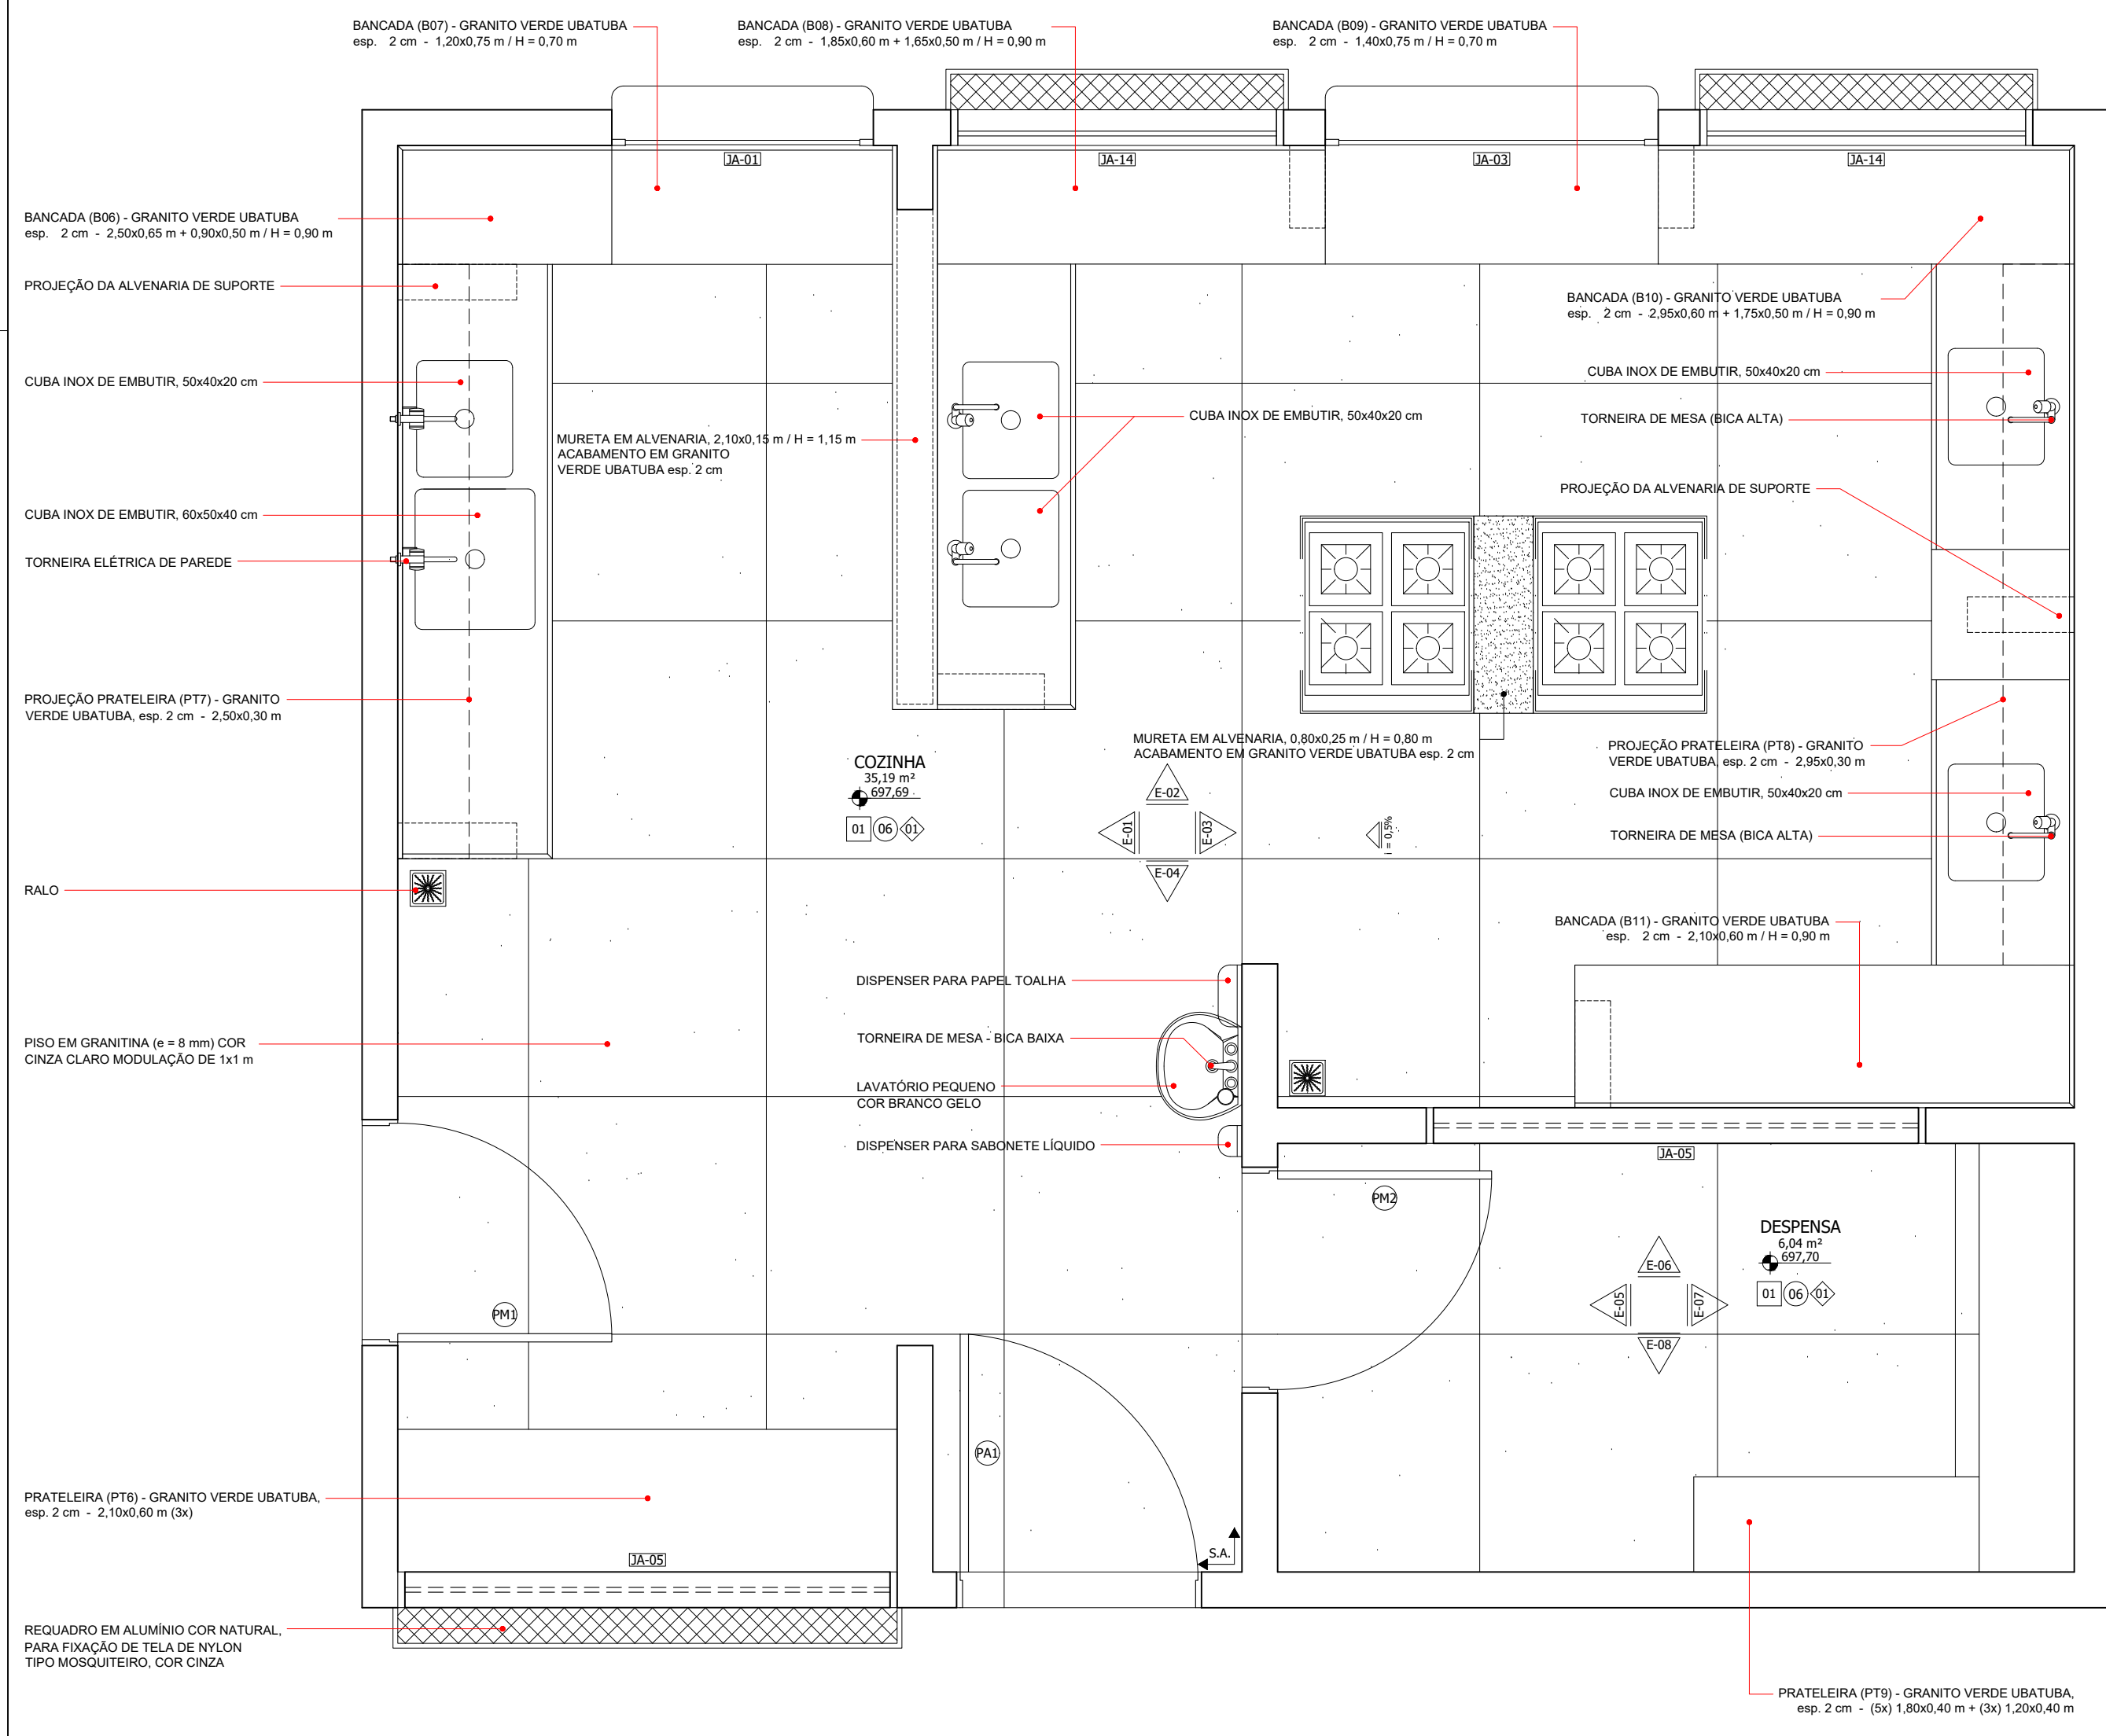 BANCADA (B07) - GRANITO VERDE UBATUBA
esp. 2 cm - 1,20x0,75 m / H = 0,70 m
BANCADA (B08) - GRANITO VERDE UBATUBA
esp. 2 cm - 1,85x0,60 m + 1,65x0,50 m / H = 0,90 m
BANCADA (B09) - GRANITO VERDE UBATUBA
esp. 2 cm - 1,40x0,75 m / H = 0,70 m
JA-01
JA-14
JA-03
JA-14
BANCADA (B06) - GRANITO VERDE UBATUBA
esp. 2 cm - 2,50x0,65 m + 0,90x0,50 m / H = 0,90 m
PROJEÇÃO DA ALVENARIA DE SUPORTE
BANCADA (B10) - GRANITO VERDE UBATUBA
esp. 2 cm - 2,95x0,60 m + 1,75x0,50 m / H = 0,90 m
CUBA INOX DE EMBUTIR, 50x40x20 cm
CUBA INOX DE EMBUTIR, 50x40x20 cm
CUBA INOX DE EMBUTIR, 50x40x20 cm
TORNEIRA DE MESA (BICA ALTA)
MURETA EM ALVENARIA, 2,10x0,15 m / H = 1,15 m
ACABAMENTO EM GRANITO
VERDE UBATUBA esp. 2 cm
PROJEÇÃO DA ALVENARIA DE SUPORTE
CUBA INOX DE EMBUTIR, 60x50x40 cm
TORNEIRA ELÉTRICA DE PAREDE
PROJEÇÃO PRATELEIRA (PT7) - GRANITO
VERDE UBATUBA, esp. 2 cm - 2,50x0,30 m
MURETA EM ALVENARIA, 0,80x0,25 m / H = 0,80 m
ACABAMENTO EM GRANITO VERDE UBATUBA esp. 2 cm
PROJEÇÃO PRATELEIRA (PT8) - GRANITO
VERDE UBATUBA, esp. 2 cm - 2,95x0,30 m
COZINHA
35,19 m²
697,69
01 06 01
E-02
E-01
E-03
E-04
i = 0,5%
CUBA INOX DE EMBUTIR, 50x40x20 cm
TORNEIRA DE MESA (BICA ALTA)
RALO
BANCADA (B11) - GRANITO VERDE UBATUBA
esp. 2 cm - 2,10x0,60 m / H = 0,90 m
DISPENSER PARA PAPEL TOALHA
TORNEIRA DE MESA - BICA BAIXA
PISO EM GRANITINA (e = 8 mm) COR
CINZA CLARO MODULAÇÃO DE 1x1 m
LAVATÓRIO PEQUENO
COR BRANCO GELO
DISPENSER PARA SABONETE LÍQUIDO
JA-05
PM2
DESPENSA
6,04 m²
697,70
01 06 01
E-06
E-05
E-07
E-08
PM1
PA1
PRATELEIRA (PT6) - GRANITO VERDE UBATUBA,
esp. 2 cm - 2,10x0,60 m (3x)
JA-05
S.A.
REQUADRO EM ALUMÍNIO COR NATURAL,
PARA FIXAÇÃO DE TELA DE NYLON
TIPO MOSQUITEIRO, COR CINZA
PRATELEIRA (PT9) - GRANITO VERDE UBATUBA,
esp. 2 cm - (5x) 1,80x0,40 m + (3x) 1,20x0,40 m